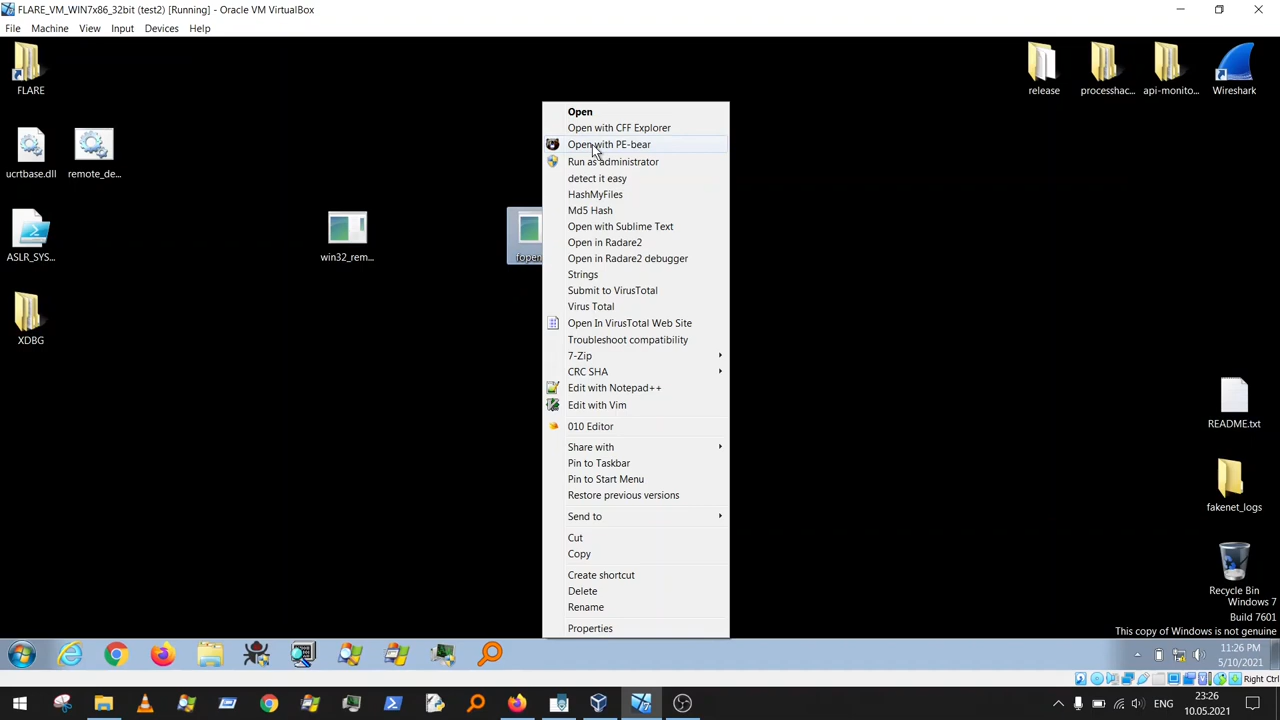 FLARE_VM_WIN7x86_32bit (test2) [Running] - Oracle VM VirtualBox
File Machine View Input Devices Help
FLARE
release
processhac...
api-monito...
Wireshark
ucrtbase.dll
remote_de...
ASLR_SYS...
win32_rem...
fopen
XDBG
Open
Open with CFF Explorer
Open with PE-bear
Run as administrator
detect it easy
HashMyFiles
Md5 Hash
Open with Sublime Text
Open in Radare2
Open in Radare2 debugger
Strings
Submit to VirusTotal
Virus Total
Open In VirusTotal Web Site
Troubleshoot compatibility
7-Zip
CRC SHA
Edit with Notepad++
Edit with Vim
010 Editor
Share with
Pin to Taskbar
Pin to Start Menu
Restore previous versions
Send to
Cut
Copy
Create shortcut
Delete
Rename
Properties
README.txt
fakenet_logs
Recycle Bin
Windows 7
Build 7601
This copy of Windows is not genuine
11:26 PM
5/10/2021
Right Ctrl
ENG
23:26
10.05.2021